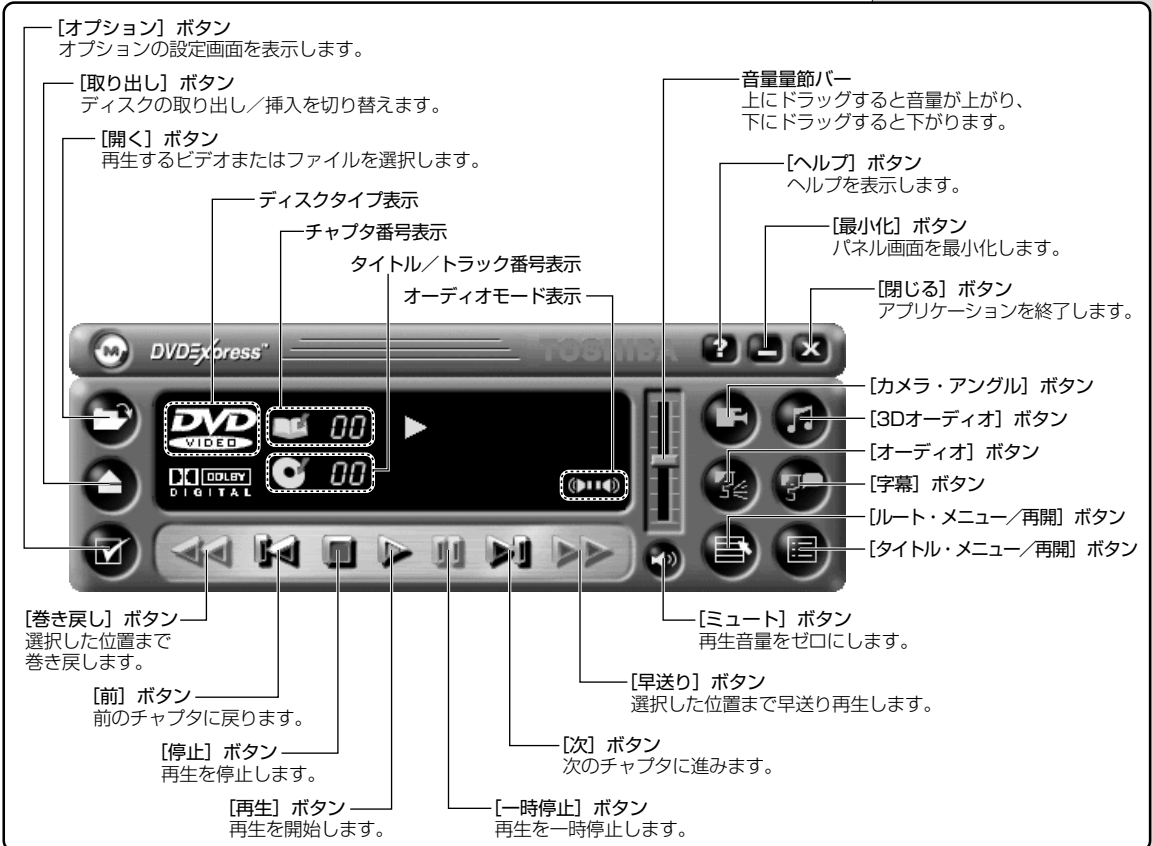 [オプション] ボタン
オプションの設定画面を表示します。
[取り出し] ボタン
ディスクの取り出し／挿入を切り替えます。
[開く] ボタン
再生するビデオまたはファイルを選択します。
ディスクタイプ表示
チャプタ番号表示
タイトル／トラック番号表示
オーディオモード表示
音量量節バー
上にドラッグすると音量が上がり、
下にドラッグすると下がります。
[ヘルプ] ボタン
ヘルプを表示します。
[最小化] ボタン
パネル画面を最小化します。
[閉じる] ボタン
アプリケーションを終了します。
M DVDExpress™ TOSHIBA ?
DVD
VIDEO
00
DOLBY
DIGITAL
00
[カメラ・アングル] ボタン
[3Dオーディオ] ボタン
[オーディオ] ボタン
[字幕] ボタン
[ルート・メニュー／再開] ボタン
[タイトル・メニュー／再開] ボタン
[巻き戻し] ボタン
選択した位置まで
巻き戻します。
[前] ボタン
前のチャプタに戻ります。
[停止] ボタン
再生を停止します。
[再生] ボタン
再生を開始します。
[一時停止] ボタン
再生を一時停止します。
[次] ボタン
次のチャプタに進みます。
[早送り] ボタン
選択した位置まで早送り再生します。
[ミュート] ボタン
再生音量をゼロにします。